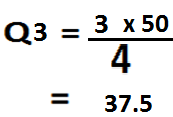 Q3 = 3 x 50
4
= 37.5